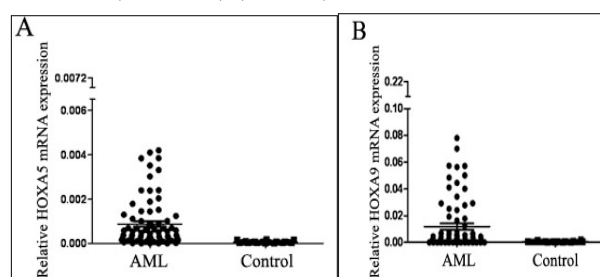 A
Relative HOXA5 mRNA expression
0.0072
0.006
0.004
0.002
0.000
AML
Control
B
Relative HOXA9 mRNA expression
0.22
0.10
0.08
0.06
0.04
0.02
0.00
AML
Control